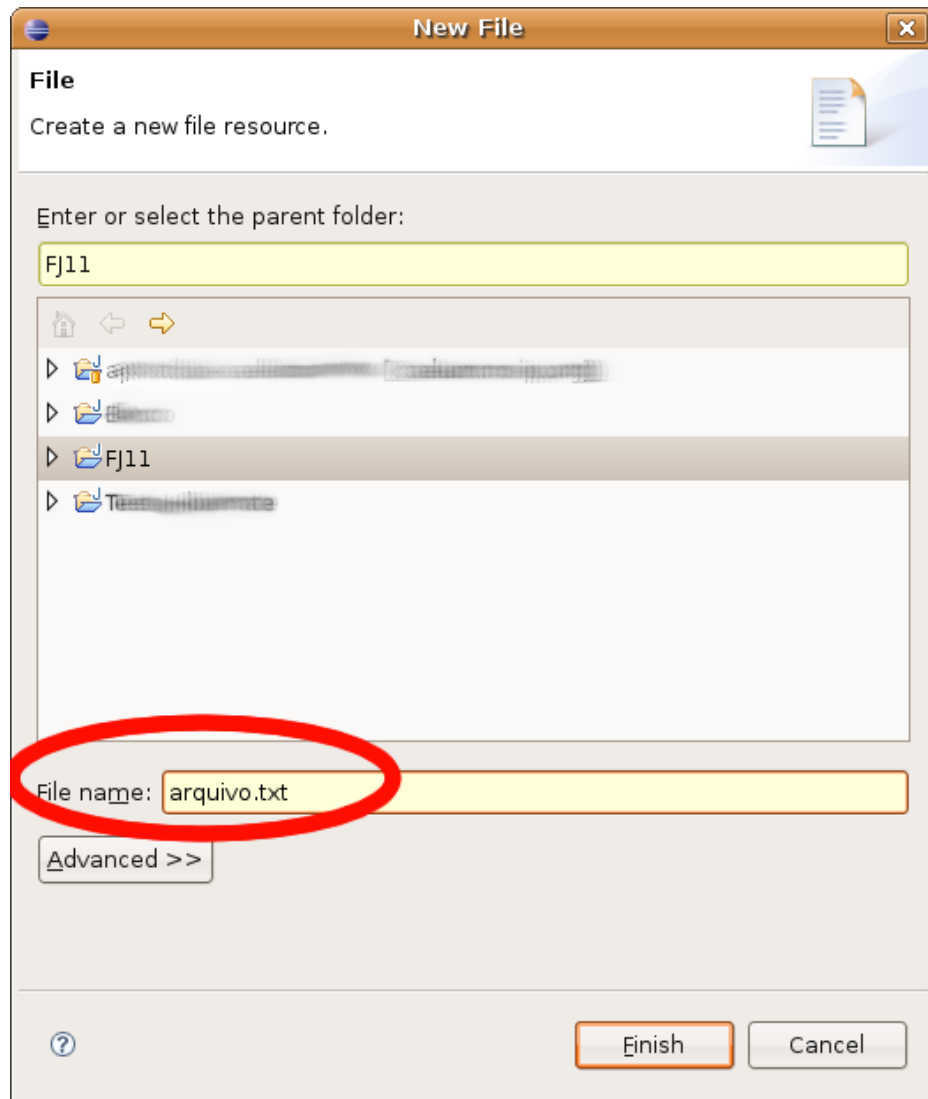 New File
File
Create a new file resource.
Enter or select the parent folder:
FJ11
FJ11
File name: arquivo.txt
Advanced >>
Finish Cancel